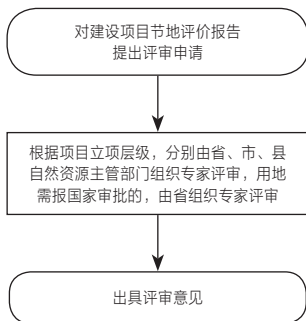 对建设项目节地评价报告
提出评审申请
根据项目立项层级，分别由省、市、县
自然资源主管部门组织专家评审，用地
需报国家审批的，由省组织专家评审
出具评审意见